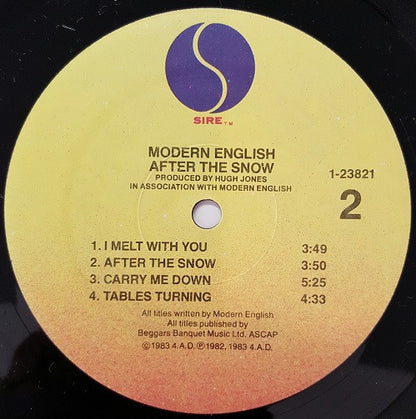 SIRE™
MODERN ENGLISH
AFTER THE SNOW
PRODUCED BY HUGH JONES
IN ASSOCIATION WITH MODERN ENGLISH
1-23821
2
1. I MELT WITH YOU 3:49
2. AFTER THE SNOW 3:50
3. CARRY ME DOWN 5:25
4. TABLES TURNING 4:33
All titles written by Modern English
All titles published by
Beggars Banquet Music Ltd. ASCAP
©1983 4.A.D. ℗1982, 1983 4.A.D.